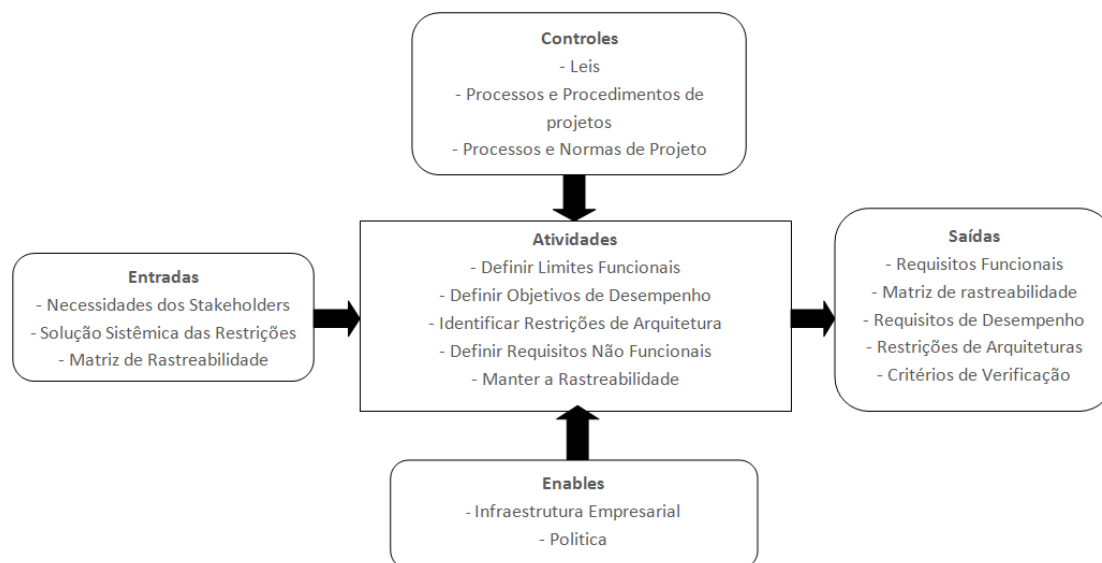 Controles
- Leis
- Processos e Procedimentos de
projetos
- Processos e Normas de Projeto
Entradas
- Necessidades dos Stakeholders
- Solução Sistêmica das Restrições
- Matriz de Rastreabilidade
Atividades
- Definir Limites Funcionais
- Definir Objetivos de Desempenho
- Identificar Restrições de Arquitetura
- Definir Requisitos Não Funcionais
- Manter a Rastreabilidade
Saídas
- Requisitos Funcionais
- Matriz de rastreabilidade
- Requisitos de Desempenho
- Restrições de Arquiteturas
- Critérios de Verificação
Enables
- Infraestrutura Empresarial
- Politica